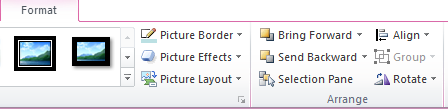 Format
Picture Border Bring Forward Align
Picture Effects Send Backward Group
Picture Layout Selection Pane Rotate
Arrange